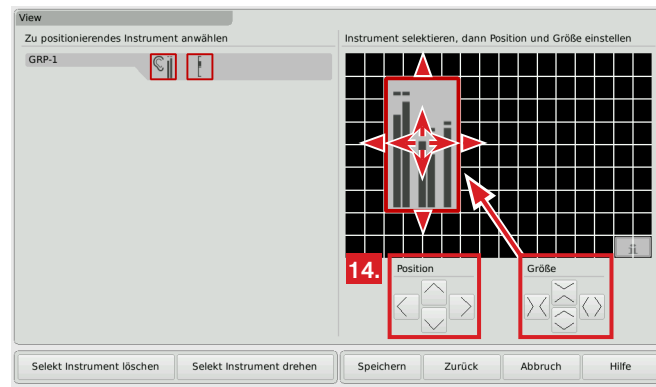 View
Zu positionierendes Instrument anwählen
GRP-1
Instrument selektieren, dann Position und Größe einstellen
14.
Position
Größe
Selekt Instrument löschen
Selekt Instrument drehen
Speichern
Zurück
Abbruch
Hilfe